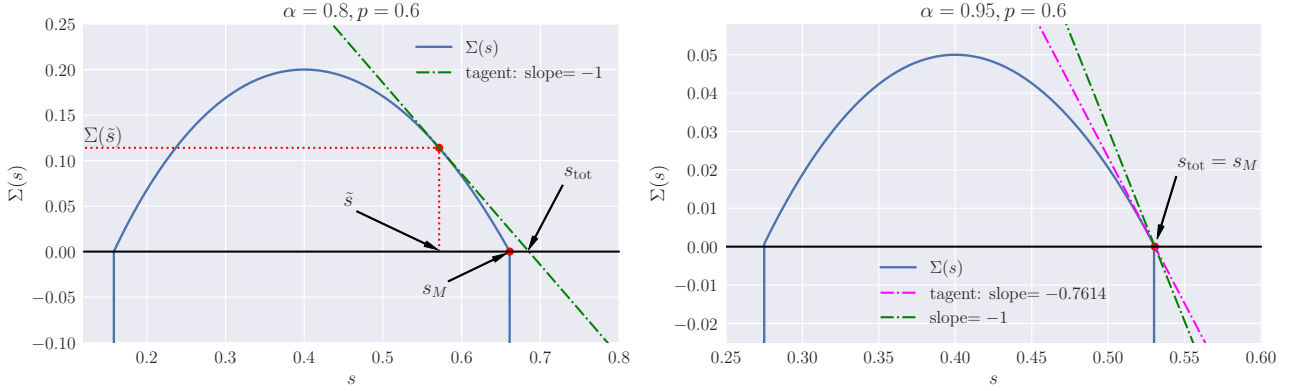 α = 0.8, p = 0.6
Σ(s)
tagent: slope= −1
Σ(s̃)
s̃
s_tot
s_M
0.25
0.20
0.15
0.10
0.05
0.00
−0.05
−0.10
Σ(s)
0.2 0.3 0.4 0.5 0.6 0.7 0.8
s
α = 0.95, p = 0.6
s_tot = s_M
Σ(s)
tagent: slope= −0.7614
slope= −1
0.05
0.04
0.03
0.02
0.01
0.00
−0.01
−0.02
Σ(s)
0.25 0.30 0.35 0.40 0.45 0.50 0.55 0.60
s